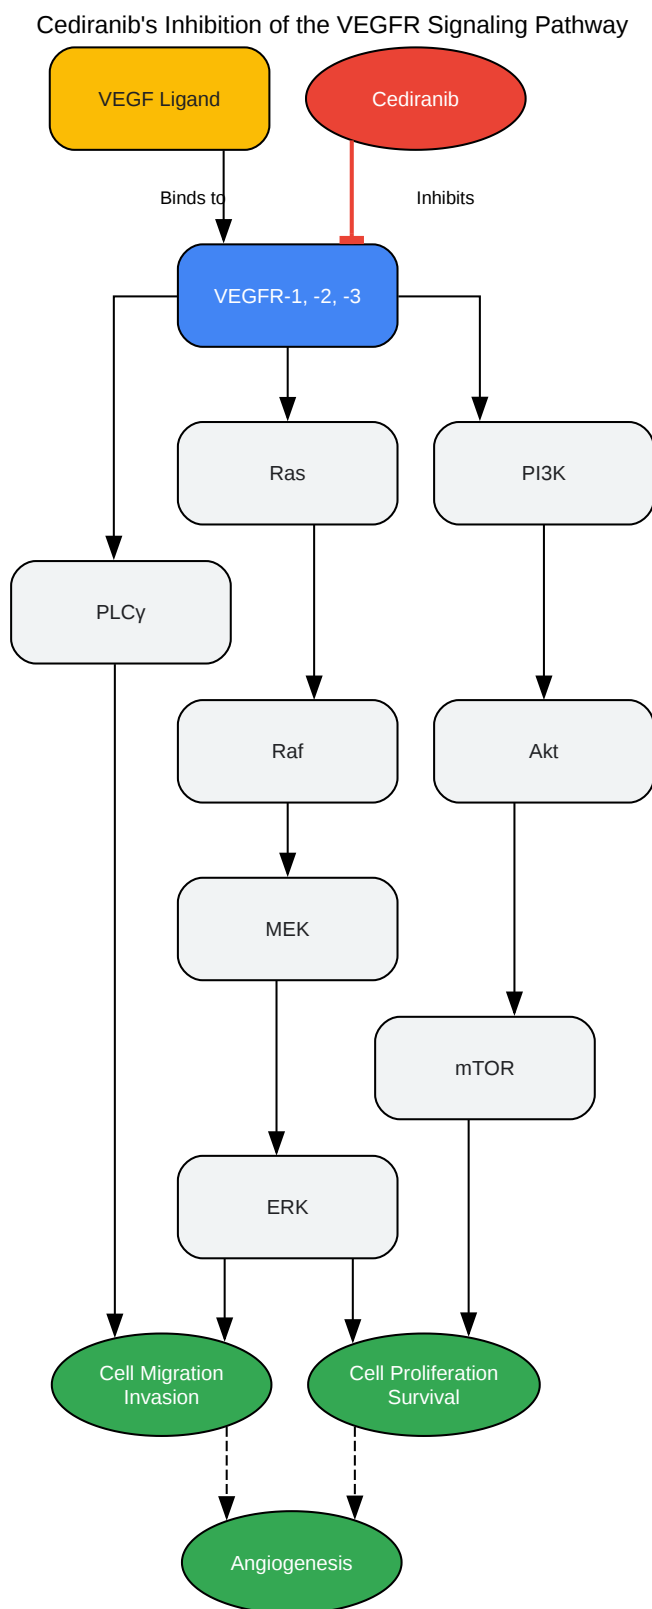 Cediranib's Inhibition of the VEGFR Signaling Pathway
VEGF Ligand
Cediranib
Binds to
Inhibits
VEGFR-1, -2, -3
Ras
PI3K
PLCγ
Raf
Akt
MEK
mTOR
ERK
Cell Migration
Invasion
Cell Proliferation
Survival
Angiogenesis